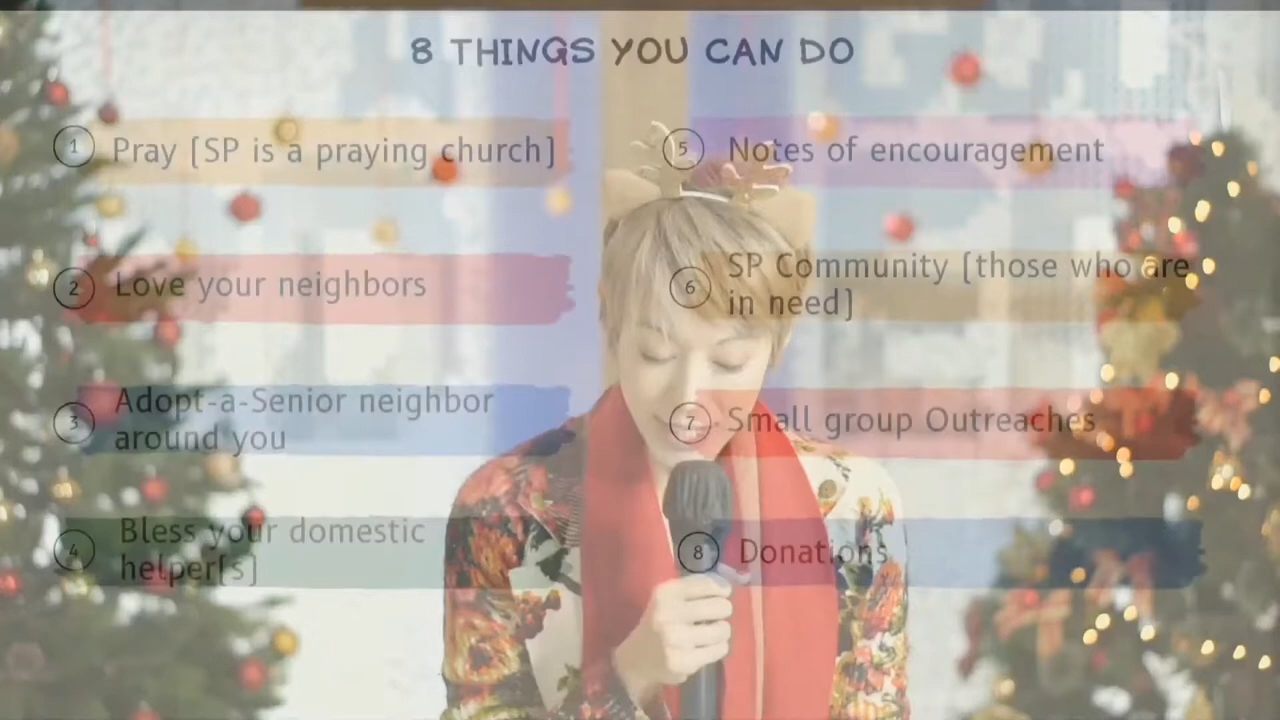 8 THINGS YOU CAN DO
1 Pray [SP is a praying church]
2 Love your neighbors
3 Adopt-a-Senior neighbor
around you
4 Bless your domestic
helper[s]
5 Notes of encouragement
6 SP Community [those who are
in need]
7 Small group Outreaches
8 Donations